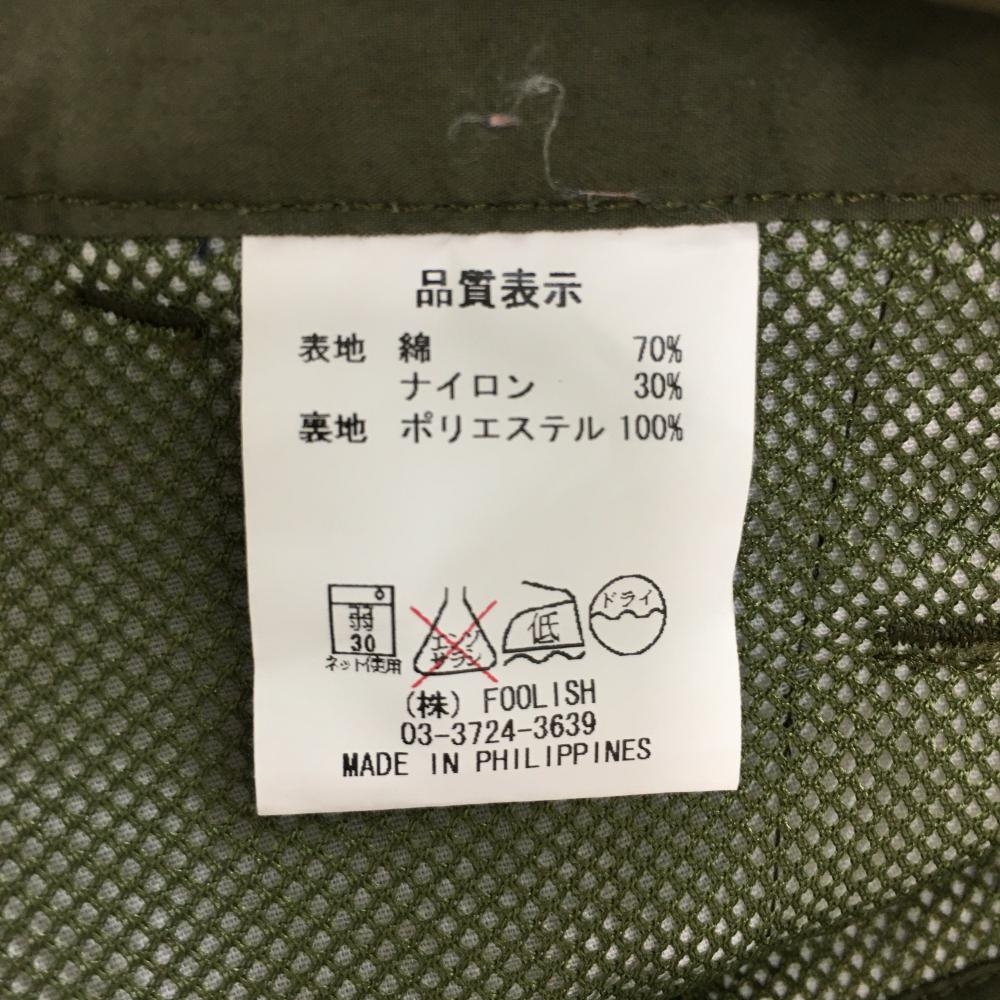 品質表示
表地 綿 70%
ナイロン 30%
裏地 ポリエステル 100%
弱
30
ネット使用
エンソ
サラシ
低
ドライ
(株) FOOLISH
03-3724-3639
MADE IN PHILIPPINES